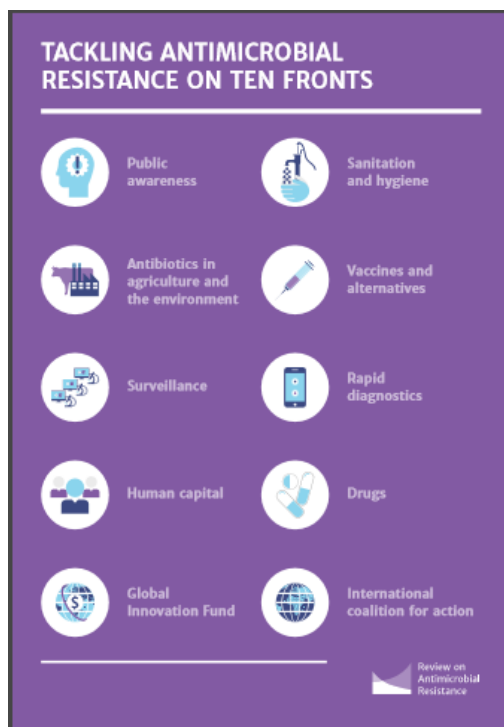 TACKLING ANTIMICROBIAL
RESISTANCE ON TEN FRONTS
Public
awareness
Sanitation
and hygiene
Antibiotics in
agriculture and
the environment
Vaccines and
alternatives
Surveillance
Rapid
diagnostics
Human capital
Drugs
Global
Innovation Fund
International
coalition for action
Review on
Antimicrobial
Resistance